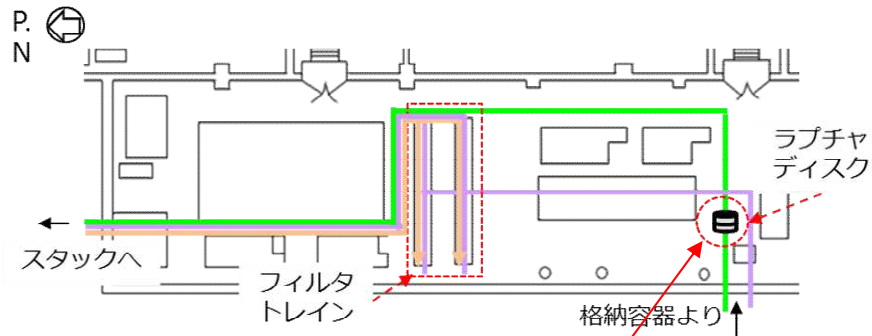 P.
N
ラプチャ
ディスク
スタックへ
フィルタ
トレイン
格納容器より